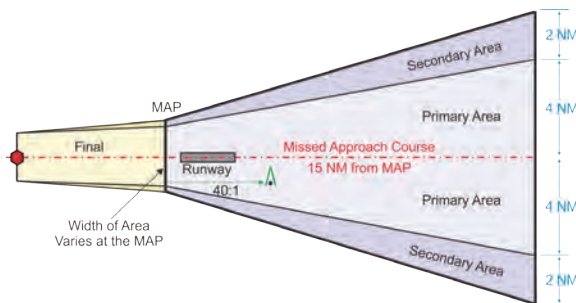 2 NM
Secondary Area
MAP
Primary Area
4 NM
Final
Missed Approach Course
Runway
15 NM from MAP
40:1
Primary Area
4 NM
Width of Area
Varies at the MAP
Secondary Area
2 NM